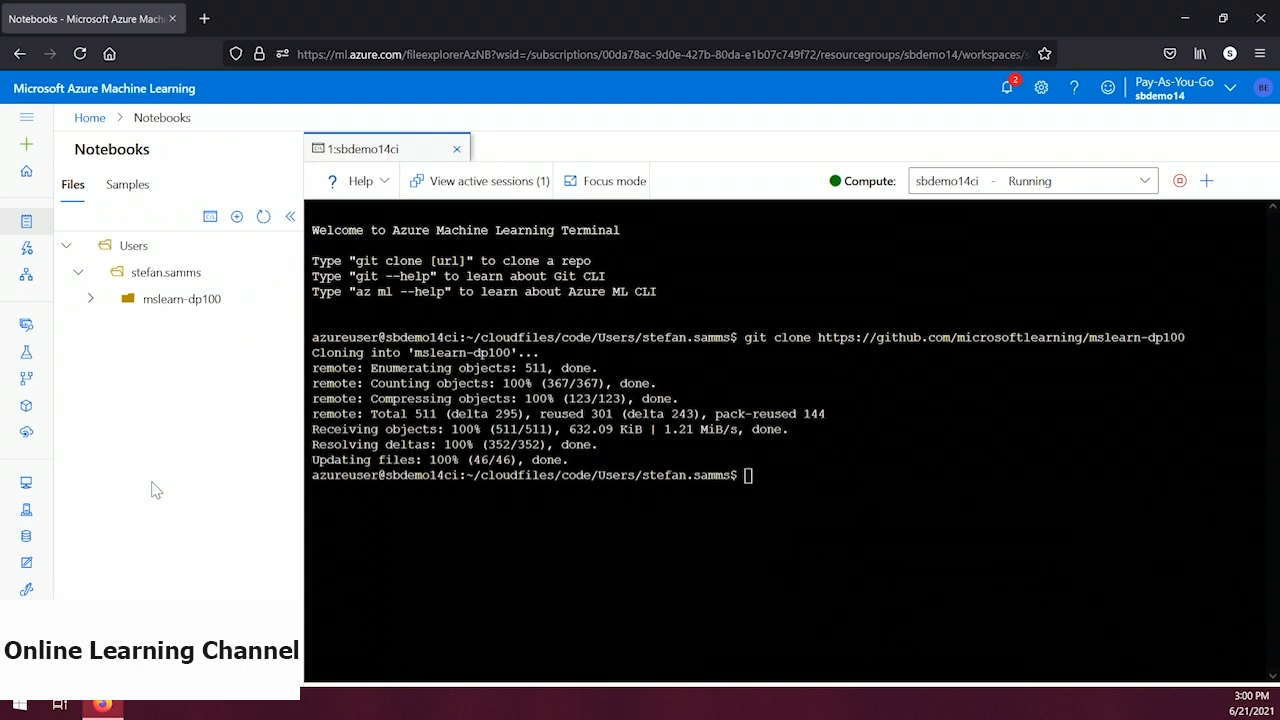 Notebooks - Microsoft Azure Machi
https://ml.azure.com/fileexplorerAzNB?wsid=/subscriptions/00da78ac-9d0e-427b-80da-e1b07c749f72/resourcegroups/sbdemo14/workspaces/s
S
Microsoft Azure Machine Learning
2
Pay-As-You-Go
sbdemo14
BE
Home > Notebooks
Notebooks
Files Samples
Users
stefan.samms
mslearn-dp100
1:sbdemo14ci
? Help
View active sessions (1)
Focus mode
Compute:
sbdemo14ci - Running
Welcome to Azure Machine Learning Terminal
Type "git clone [url]" to clone a repo
Type "git --help" to learn about Git CLI
Type "az ml --help" to learn about Azure ML CLI
azureuser@sbdemo14ci:~/cloudfiles/code/Users/stefan.samms$ git clone https://github.com/microsoftlearning/mslearn-dp100
Cloning into 'mslearn-dp100'...
remote: Enumerating objects: 511, done.
remote: Counting objects: 100% (367/367), done.
remote: Compressing objects: 100% (123/123), done.
remote: Total 511 (delta 295), reused 301 (delta 243), pack-reused 144
Receiving objects: 100% (511/511), 632.09 KiB | 1.21 MiB/s, done.
Resolving deltas: 100% (352/352), done.
Updating files: 100% (46/46), done.
azureuser@sbdemo14ci:~/cloudfiles/code/Users/stefan.samms$
Online Learning Channel
3:00 PM
6/21/2021